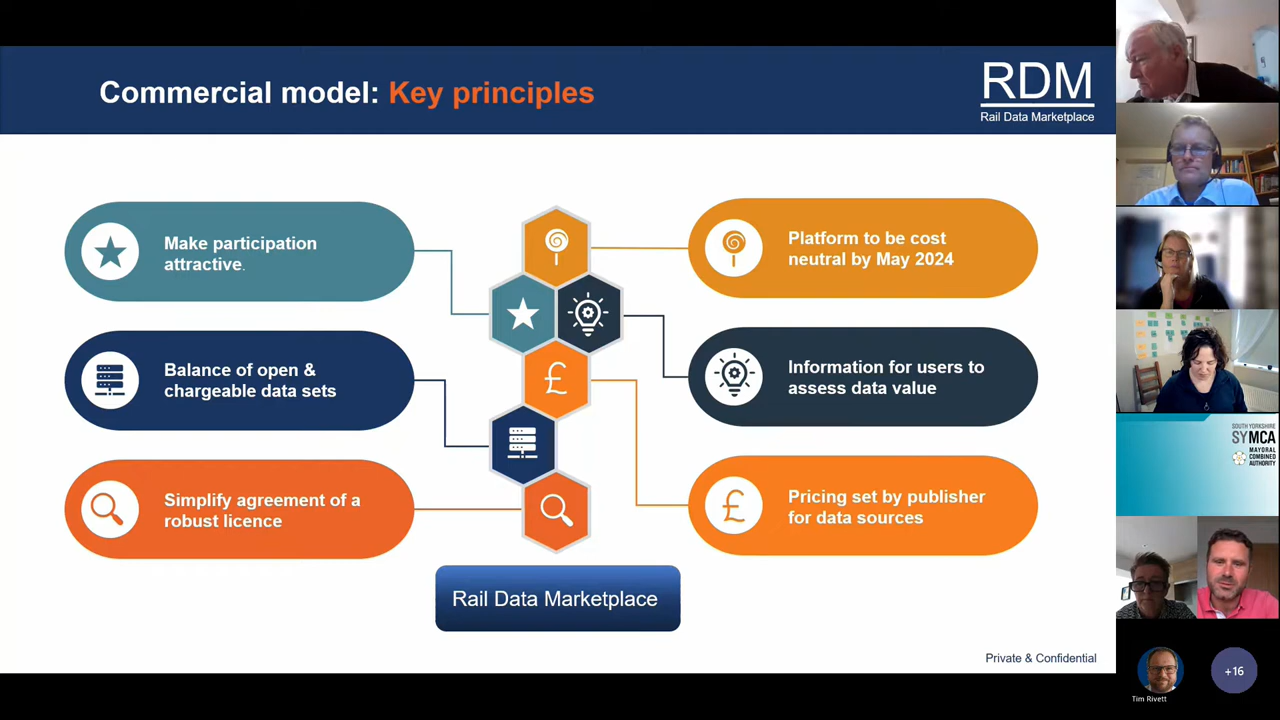 Commercial model: Key principles
RDM
Rail Data Marketplace
Make participation
attractive.
Balance of open &
chargeable data sets
Simplify agreement of a
robust licence
£
Platform to be cost
neutral by May 2024
Information for users to
assess data value
£
Pricing set by publisher
for data sources
Rail Data Marketplace
Private & Confidential
SOUTH YORKSHIRE
SYMCA
MAYORAL
COMBINED
AUTHORITY
Tim Rivett
+16